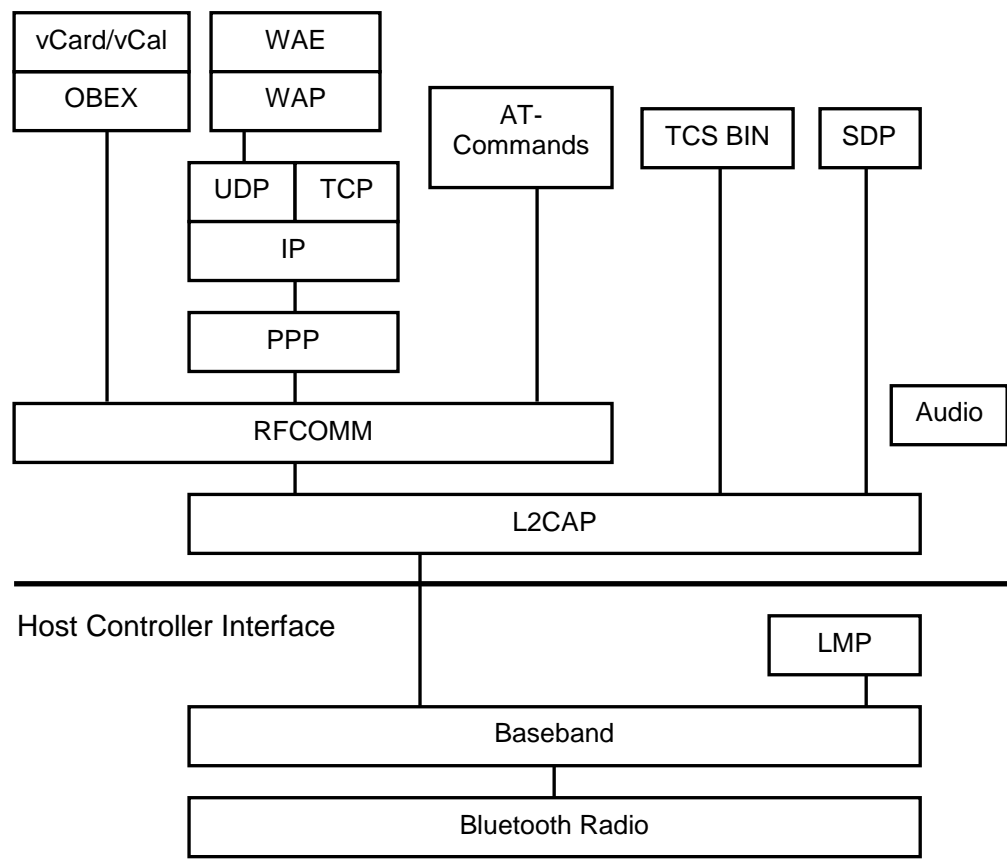 vCard/vCal
WAE
OBEX
WAP
AT-
Commands
TCS BIN
SDP
UDP
TCP
IP
PPP
Audio
RFCOMM
L2CAP
Host Controller Interface
LMP
Baseband
Bluetooth Radio